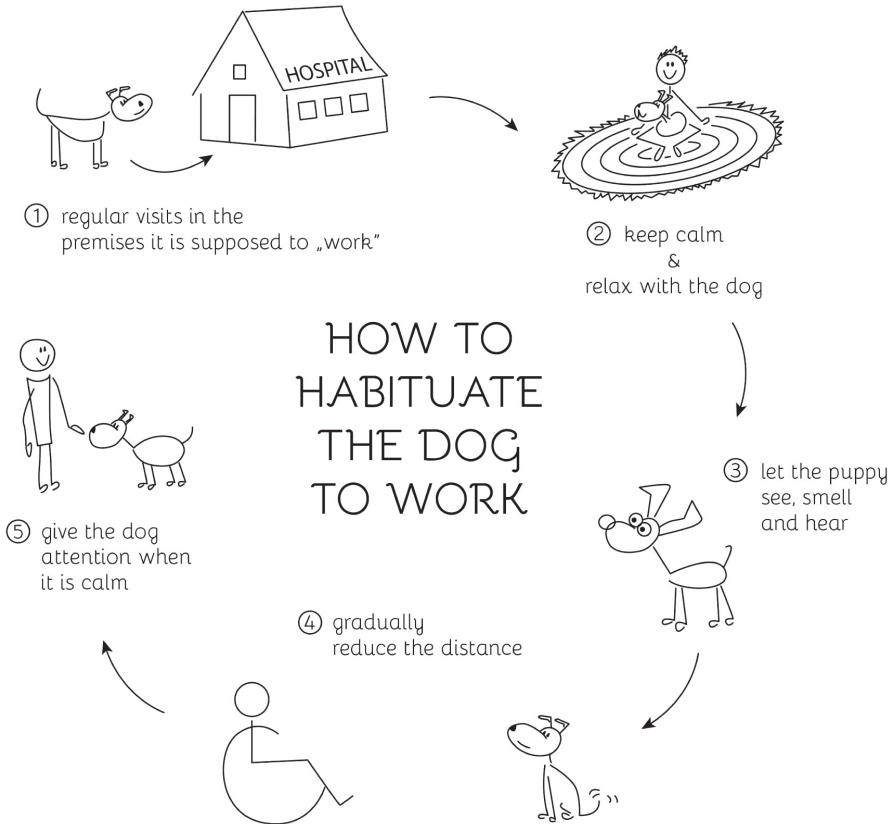 HOSPITAL
① regular visits in the
premises it is supposed to „work”
② keep calm
&
relax with the dog
HOW TO
HABITUATE
THE DOG
TO WORK
③ let the puppy
see, smell
and hear
④ gradually
reduce the distance
⑤ give the dog
attention when
it is calm